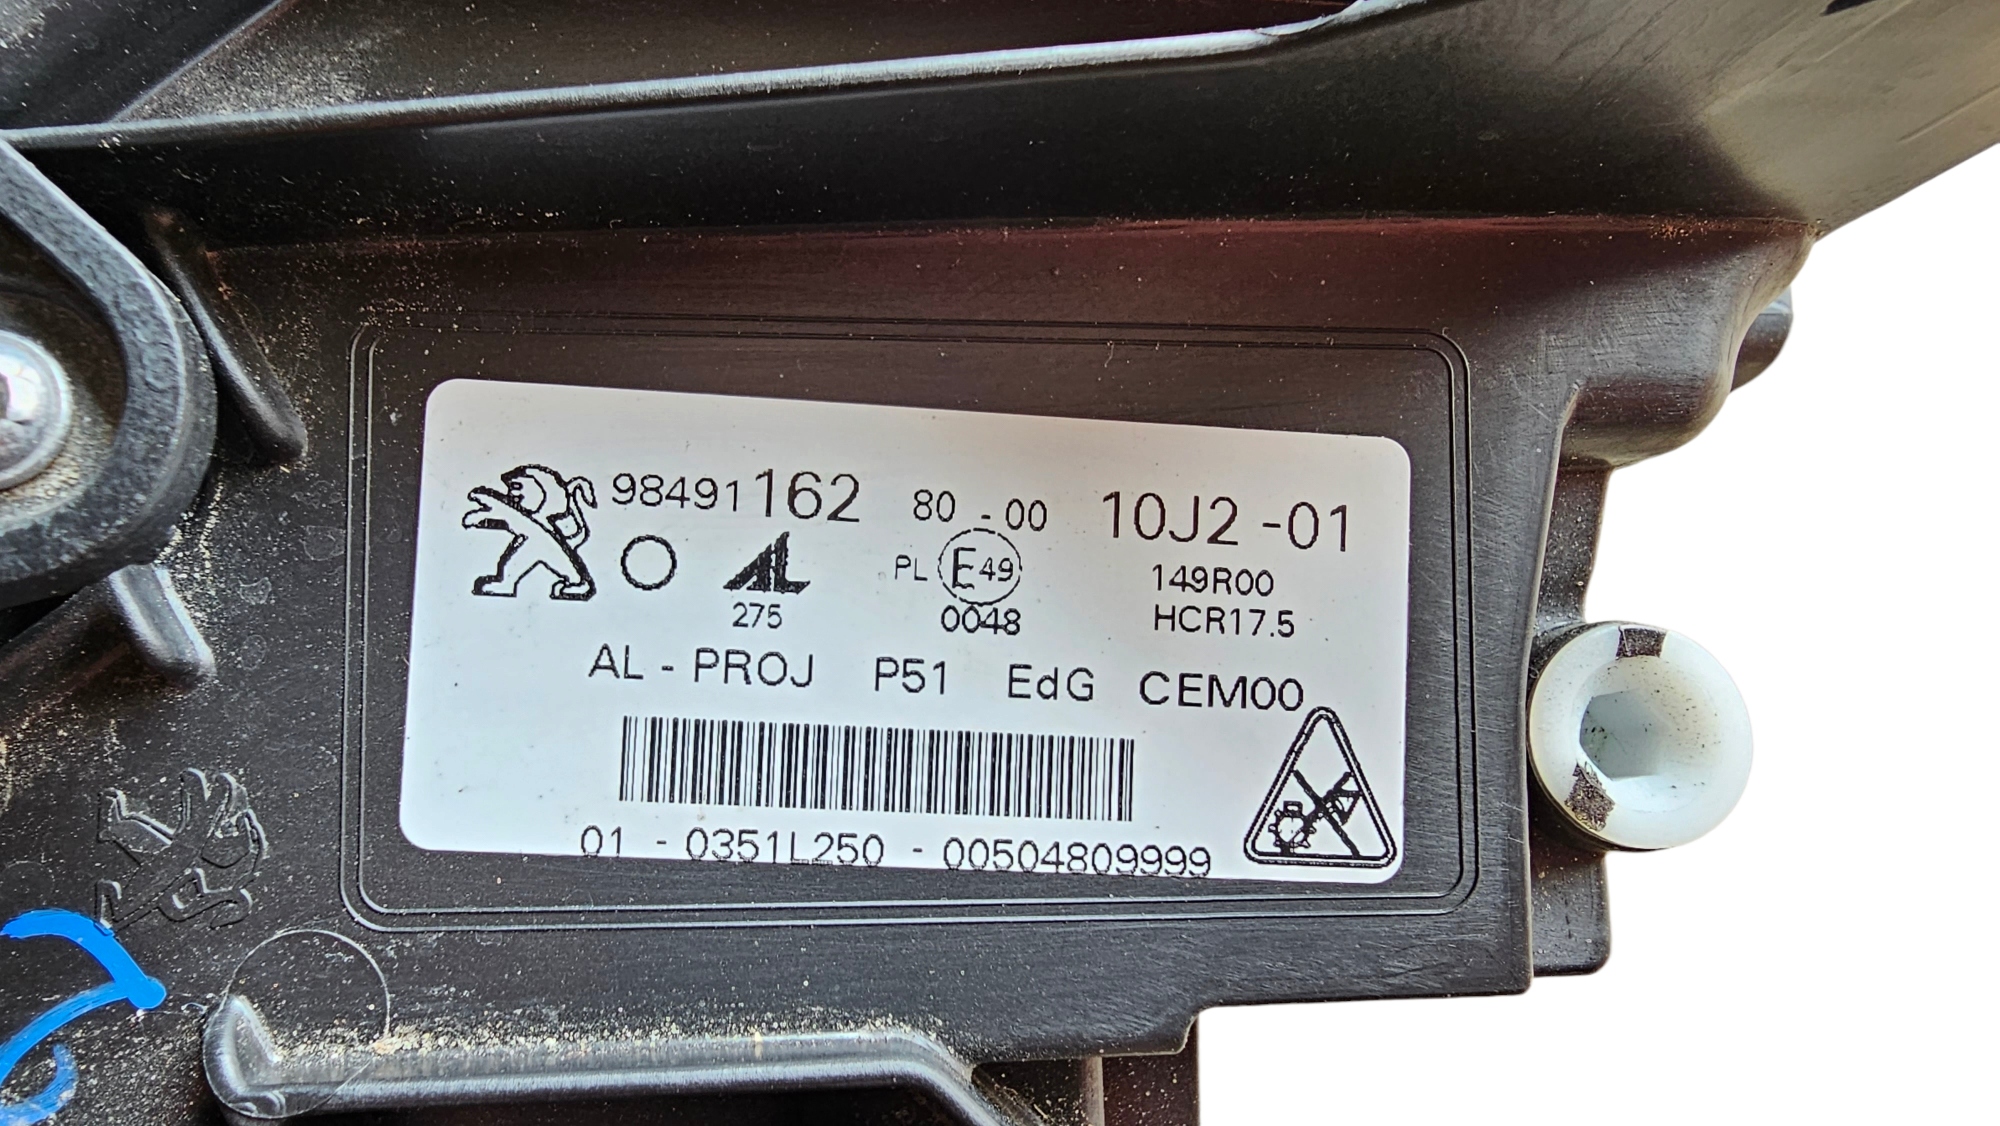 98491162 80-00 10J2-01
PL E49 149R00
275 0048 HCR17.5
AL-PROJ P51 EdG CEM00
01-0351L250-00504809999